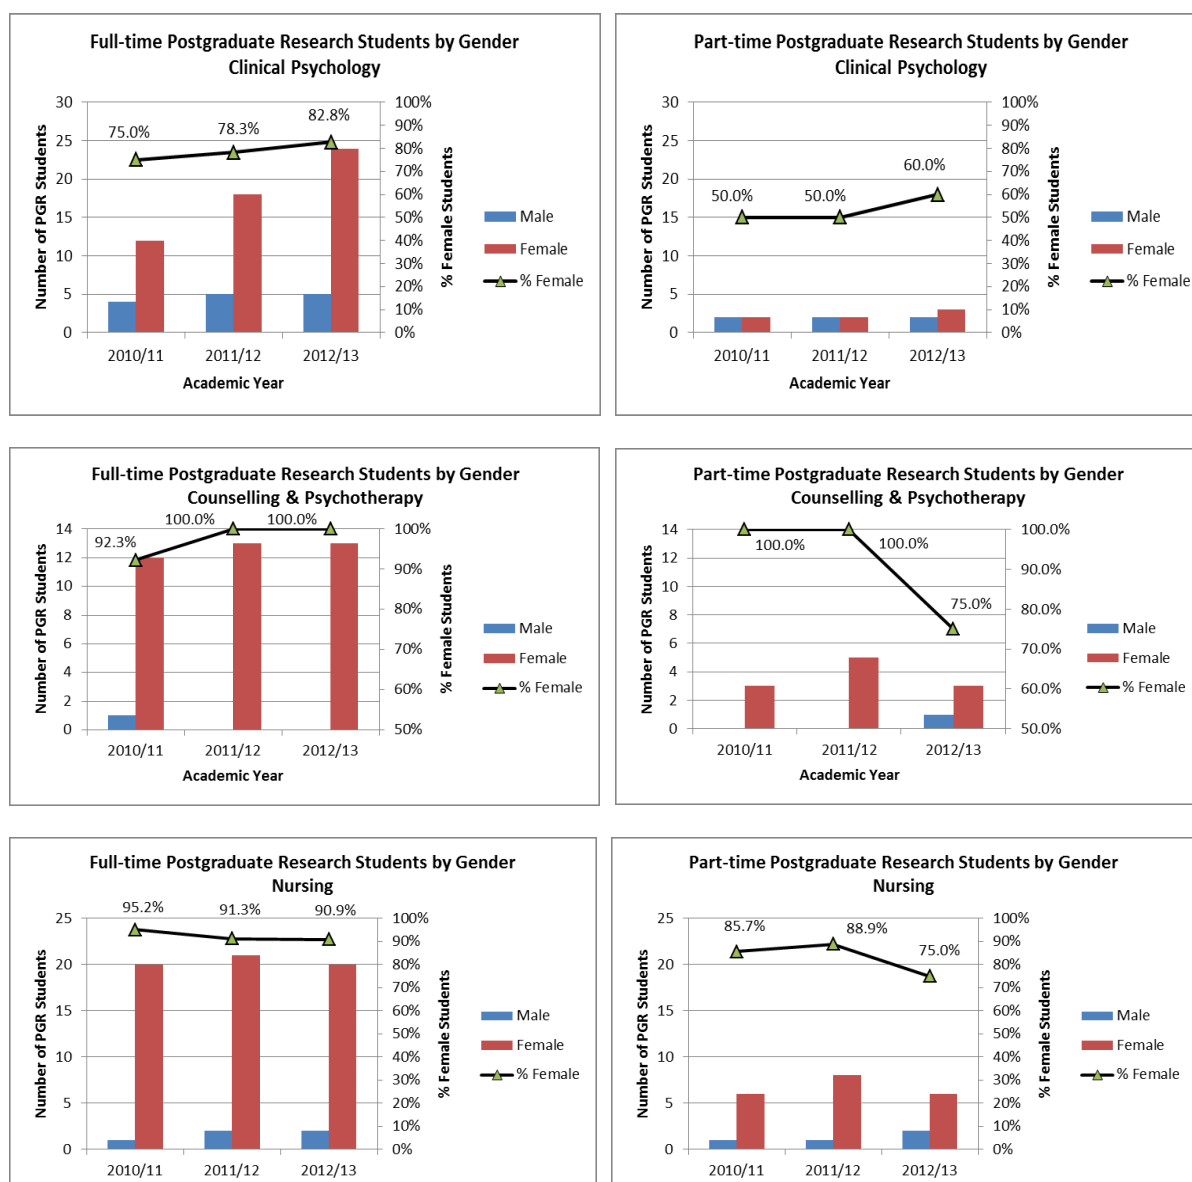 Full-time Postgraduate Research Students by Gender
Clinical Psychology
30
25
20
15
10
5
0
Number of PGR Students
75.0%
78.3%
82.8%
100%
90%
80%
70%
60%
50%
40%
30%
20%
10%
0%
% Female Students
2010/11 2011/12 2012/13
Academic Year
Male
Female
% Female
Part-time Postgraduate Research Students by Gender
Clinical Psychology
30
25
20
15
10
5
0
Number of PGR Students
50.0%
50.0%
60.0%
100%
90%
80%
70%
60%
50%
40%
30%
20%
10%
0%
% Female Students
2010/11 2011/12 2012/13
Academic Year
Male
Female
% Female
Full-time Postgraduate Research Students by Gender
Counselling & Psychotherapy
14
12
10
8
6
4
2
0
Number of PGR Students
92.3%
100.0%
100.0%
100%
90%
80%
70%
60%
50%
% Female Students
2010/11 2011/12 2012/13
Academic Year
Male
Female
% Female
Part-time Postgraduate Research Students by Gender
Counselling & Psychotherapy
14
12
10
8
6
4
2
0
Number of PGR Students
100.0%
100.0%
75.0%
100.0%
90.0%
80.0%
70.0%
60.0%
50.0%
2010/11 2011/12 2012/13
Academic Year
Male
Female
% Female
Full-time Postgraduate Research Students by Gender
Nursing
25
20
15
10
5
0
Number of PGR Students
95.2%
91.3%
90.9%
100%
90%
80%
70%
60%
50%
40%
30%
20%
10%
0%
% Female Students
2010/11 2011/12 2012/13
Male
Female
% Female
Part-time Postgraduate Research Students by Gender
Nursing
25
20
15
10
5
0
Number of PGR Students
85.7%
88.9%
75.0%
100%
90%
80%
70%
60%
50%
40%
30%
20%
10%
0%
% Female Students
2010/11 2011/12 2012/13
Male
Female
% Female